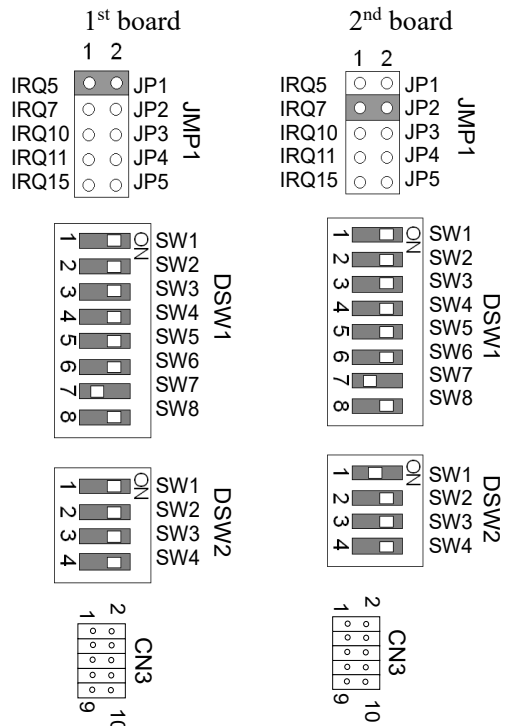 1st board
1 2
IRQ5 JP1
IRQ7 JP2
IRQ10 JP3
IRQ11 JP4
IRQ15 JP5
JMP1
ON
1 SW1
2 SW2
3 SW3
4 SW4
5 SW5
6 SW6
7 SW7
8 SW8
DSW1
ON
1 SW1
2 SW2
3 SW3
4 SW4
DSW2
1 2
CN3
9 10
2nd board
1 2
IRQ5 JP1
IRQ7 JP2
IRQ10 JP3
IRQ11 JP4
IRQ15 JP5
JMP1
ON
1 SW1
2 SW2
3 SW3
4 SW4
5 SW5
6 SW6
7 SW7
8 SW8
DSW1
ON
1 SW1
2 SW2
3 SW3
4 SW4
DSW2
1 2
CN3
9 10